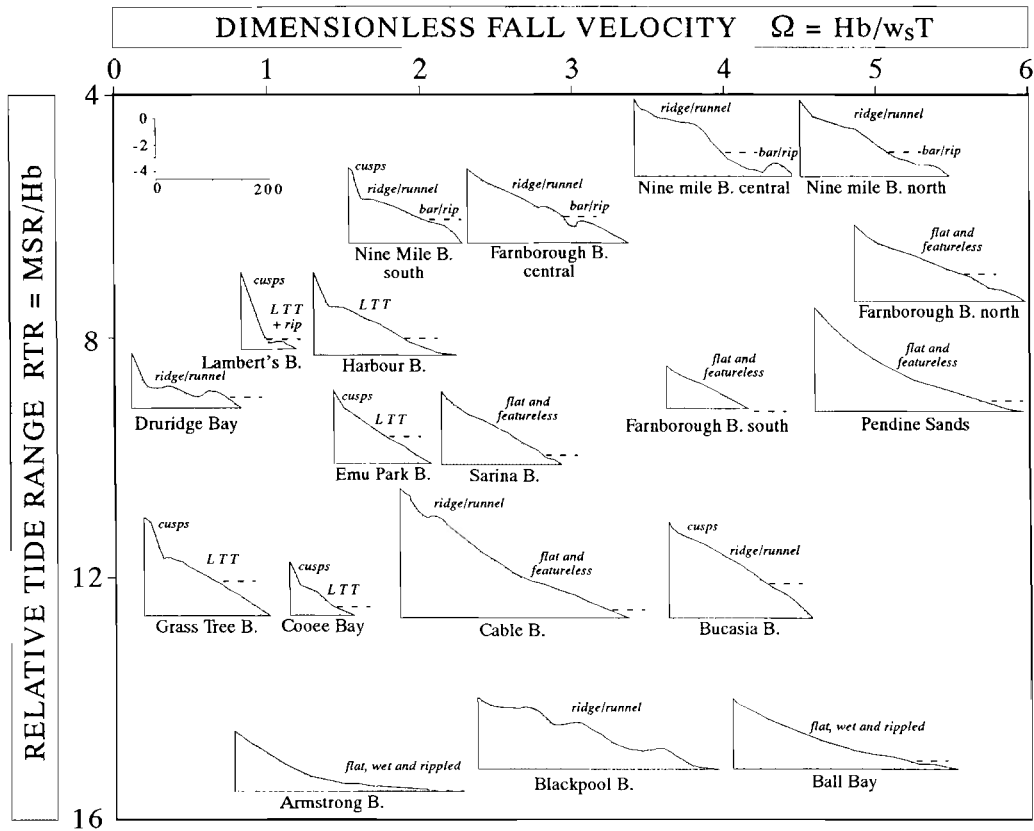 DIMENSIONLESS FALL VELOCITY Ω = Hb/wsT
0 1 2 3 4 5 6
RELATIVE TIDE RANGE RTR = MSR/Hb
4
8
12
16
0
-2
-4
0 200
cusps
ridge/runnel
bar/rip
Nine Mile B.
south
ridge/runnel
bar/rip
Farnborough B.
central
ridge/runnel
bar/rip
Nine mile B. central
ridge/runnel
bar/rip
Nine mile B. north
flat and
featureless
Farnborough B. north
cusps
LTT
+ rip
Lambert's B.
LTT
Harbour B.
ridge/runnel
Druridge Bay
cusps
LTT
Emu Park B.
flat and
featureless
Sarina B.
flat and
featureless
Farnborough B. south
flat and
featureless
Pendine Sands
cusps
LTT
Grass Tree B.
cusps
LTT
Cooee Bay
ridge/runnel
flat and
featureless
Cable B.
cusps
ridge/runnel
Bucasia B.
flat, wet and rippled
Armstrong B.
ridge/runnel
Blackpool B.
flat, wet and rippled
Ball Bay